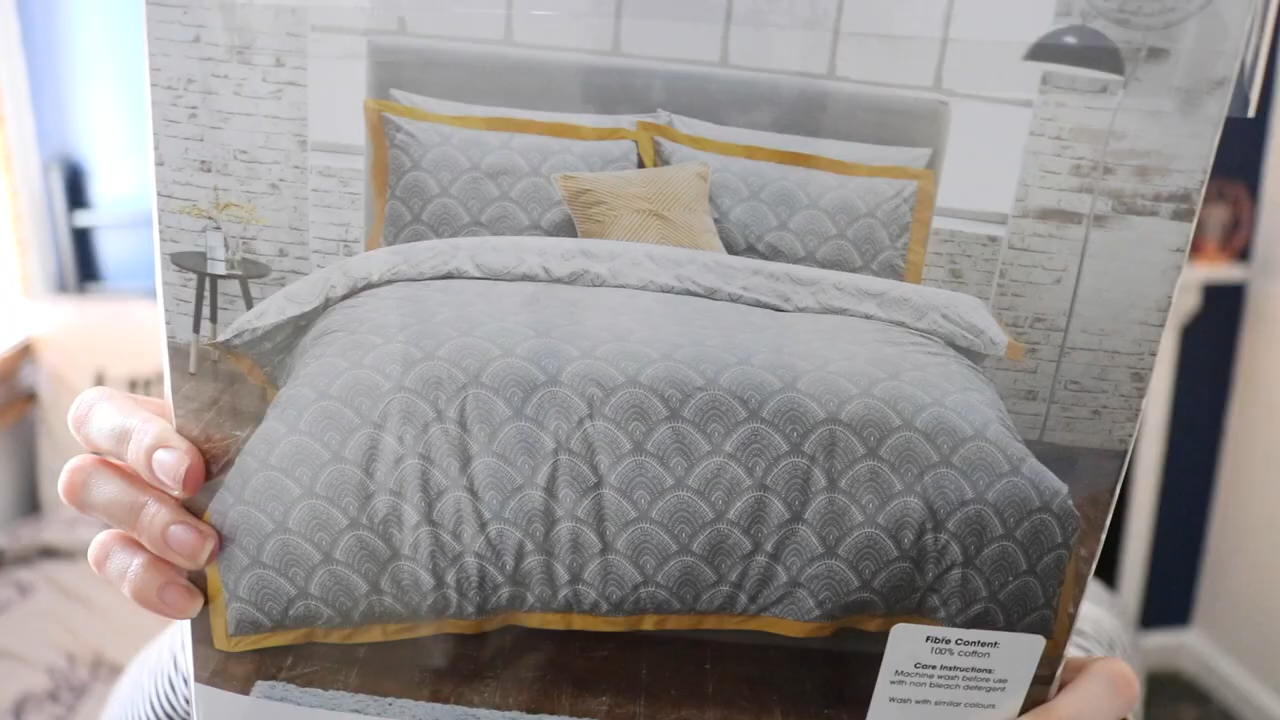 Fibre Content:
100% cotton
Care Instructions:
Machine wash before use
with non bleach detergent
Wash with similar colours